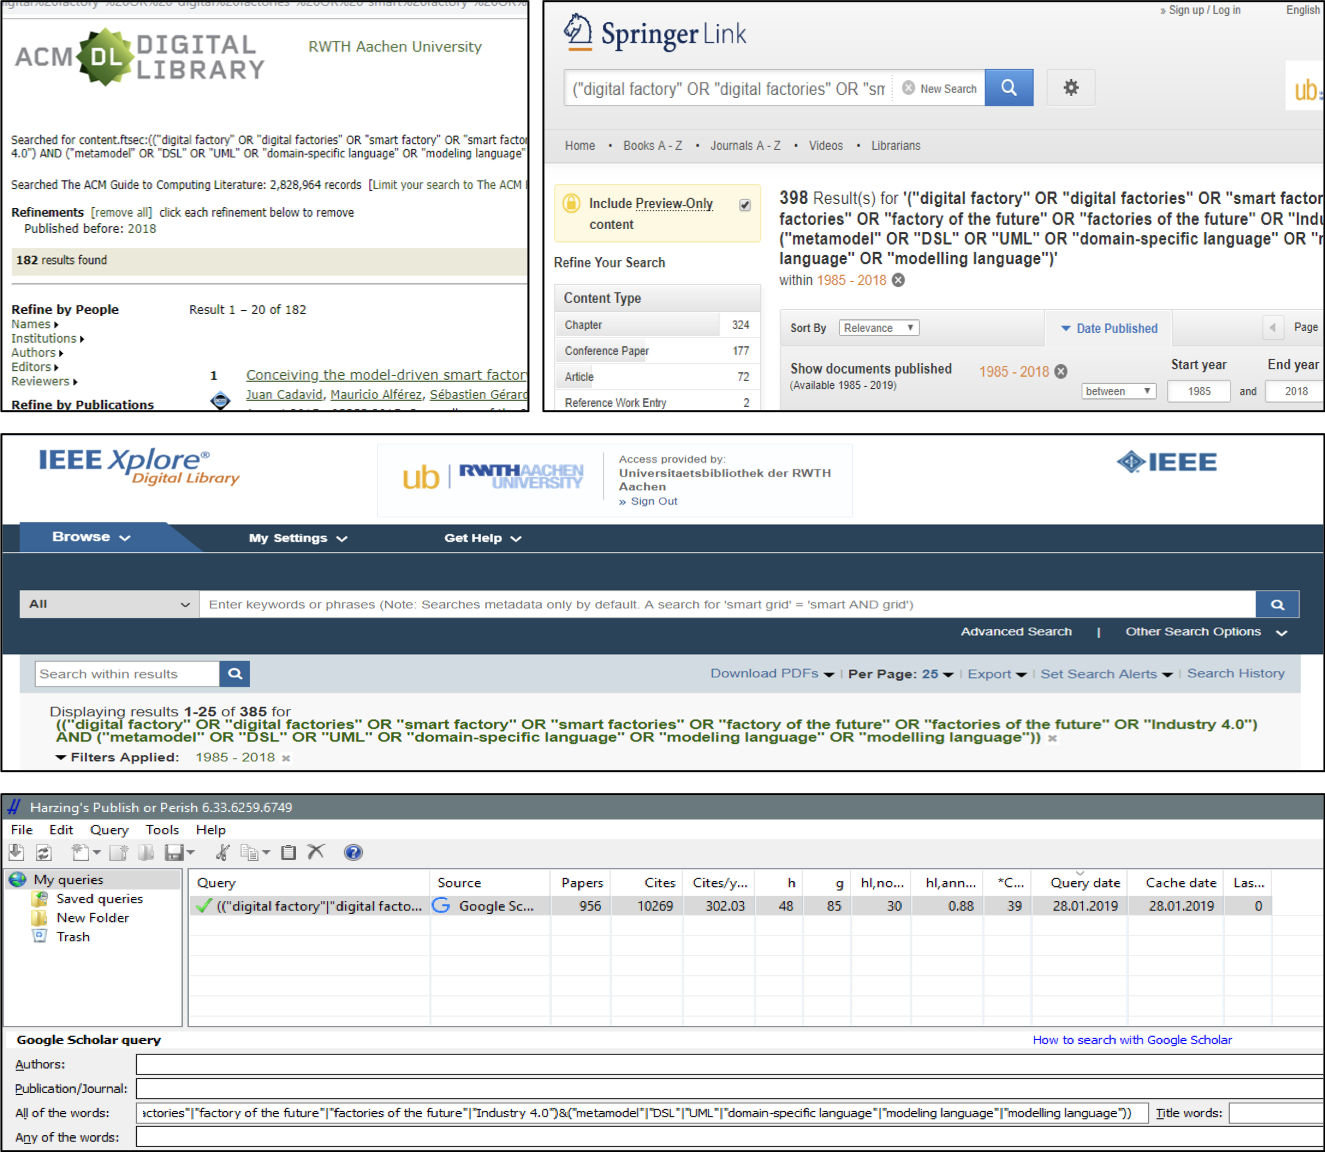 ACM DL DIGITAL LIBRARY
RWTH Aachen University
Searched for content.ftsec:(("digital factory" OR "digital factories" OR "smart factory" OR "smart
4.0") AND ("metamodel" OR "DSL" OR "UML" OR "domain-specific language" OR "modeling language"
Searched The ACM Guide to Computing Literature: 2,828,964 records [Limit your search to The ACM
Refinements [remove all] click each refinement below to remove
Published before: 2018
182 results found
Refine by People
Names
Institutions
Authors
Editors
Reviewers
Refine by Publications
Result 1 – 20 of 182
1 Conceiving the model-driven smart
Juan Cadavid, Mauricio Alférez, Sébastien Gérard
» Sign up / Log in English
Springer Link
("digital factory" OR "digital factories" OR "sm New Search
ub
Home • Books A - Z • Journals A - Z • Videos • Librarians
Include Preview-Only
content
Refine Your Search
Content Type
Chapter 324
Conference Paper 177
Article 72
Reference Work Entry 2
398 Result(s) for '("digital factory" OR "digital factories" OR "smart
factories" OR "factory of the future" OR "factories of the future" OR
("metamodel" OR "DSL" OR "UML" OR "domain-specific language" OR
language" OR "modelling language")'
within 1985 - 2018
Sort By Relevance Date Published Page
Show documents published 1985 - 2018 Start year End year
(Available 1985 - 2019) between 1985 and 2018
IEEE Xplore®
Digital Library
ub RWTH AACHEN UNIVERSITY
Access provided by:
Universitaetsbibliothek der RWTH
Aachen
» Sign Out
IEEE
Browse My Settings Get Help
All Enter keywords or phrases (Note: Searches metadata only by default. A search for 'smart grid' = 'smart AND grid')
Advanced Search | Other Search Options
Search within results Download PDFs | Per Page: 25 | Export | Set Search Alerts | Search History
Displaying results 1-25 of 385 for
(("digital factory" OR "digital factories" OR "smart factory" OR "smart factories" OR "factory of the future" OR "factories of the future" OR "Industry 4.0")
AND ("metamodel" OR "DSL" OR "UML" OR "domain-specific language" OR "modeling language" OR "modelling language")) ×
Filters Applied: 1985 - 2018 ×
Harzing's Publish or Perish 6.33.6259.6749
File Edit Query Tools Help
My queries
Saved queries
New Folder
Trash
Query Source Papers Cites Cites/y... h g hI,no... hI,ann... *C... Query date Cache date Las...
(("digital factory"|"digital facto... Google Sc... 956 10269 302.03 48 85 30 0.88 39 28.01.2019 28.01.2019 0
Google Scholar query How to search with Google Scholar
Authors:
Publication/Journal:
All of the words: actories"|"factory of the future"|"factories of the future"|"Industry 4.0")&("metamodel"|"DSL"|"UML"|"domain-specific language"|"modeling language"|"modelling language")) Title words:
Any of the words: